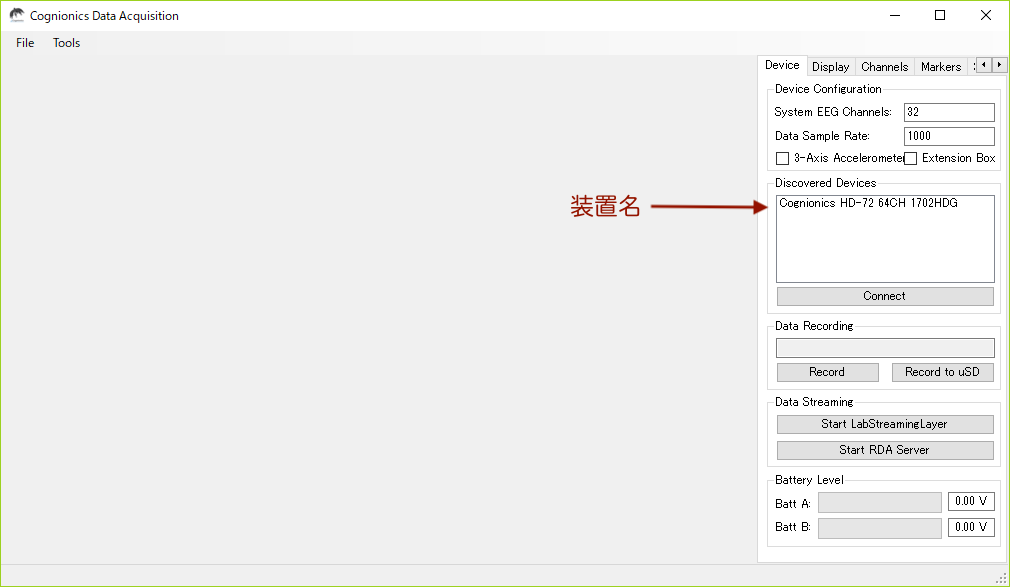 Cognionics Data Acquisition
File Tools
Device Display Channels Markers
Device Configuration
System EEG Channels: 32
Data Sample Rate: 1000
3-Axis Acceleromete Extension Box
Discovered Devices
装置名
Cognionics HD-72 64CH 1702HDG
Connect
Data Recording
Record Record to uSD
Data Streaming
Start LabStreamingLayer
Start RDA Server
Battery Level
Batt A: 0.00 V
Batt B: 0.00 V